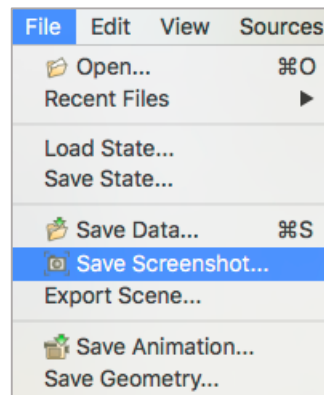 File Edit View Sources
Open... ⌘O
Recent Files ▶
Load State...
Save State...
Save Data... ⌘S
Save Screenshot...
Export Scene...
Save Animation...
Save Geometry...